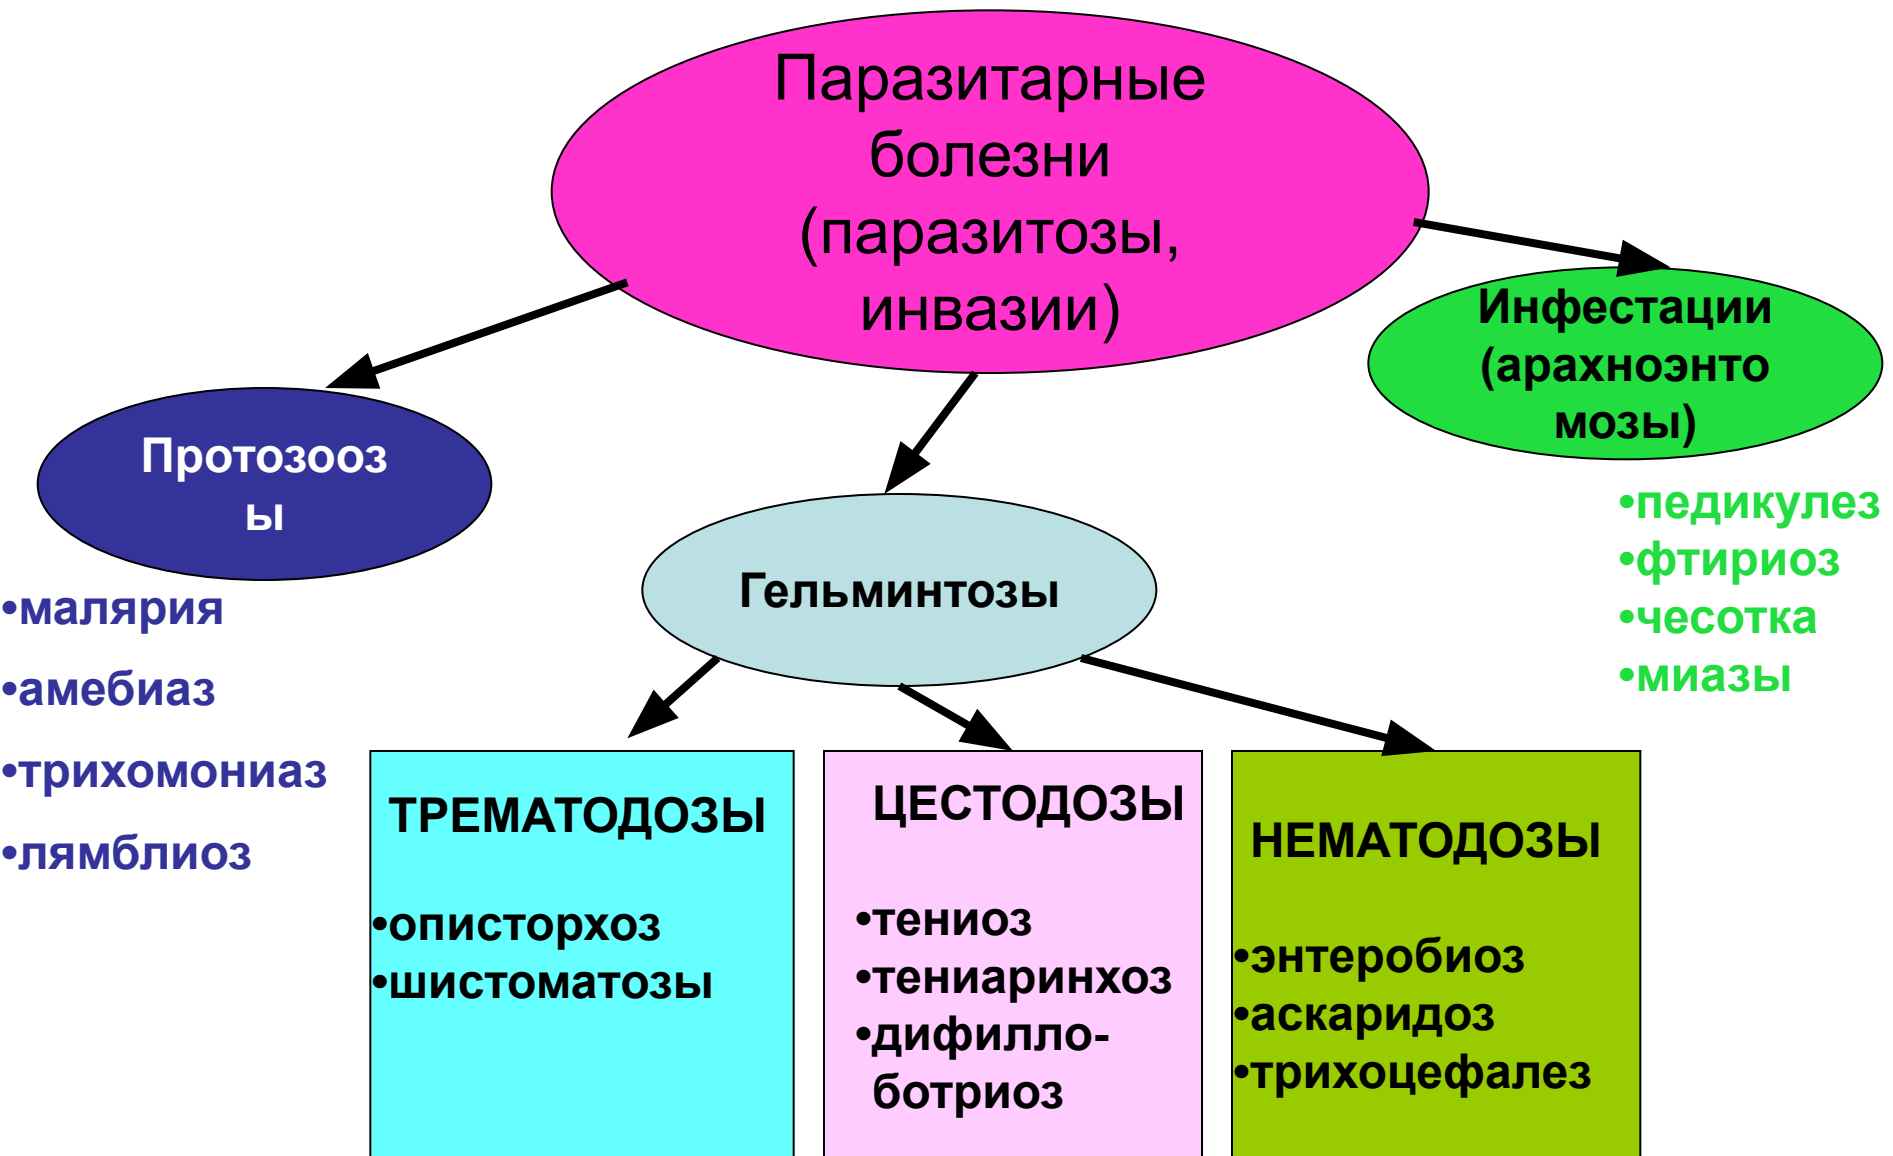 Паразитарные
болезни
(паразитозы,
инвазии)
Инфестации
(арахноэнто
мозы)
•педикулез
•фтириоз
•чесотка
•миазы
Протозооз
ы
•малярия
•амебиаз
•трихомониаз
•лямблиоз
Гельминтозы
ТРЕМАТОДОЗЫ
•описторхоз
•шистоматозы
ЦЕСТОДОЗЫ
•тениоз
•тениаринхоз
•дифилло-
ботриоз
НЕМАТОДОЗЫ
•энтеробиоз
•аскаридоз
•трихоцефалез